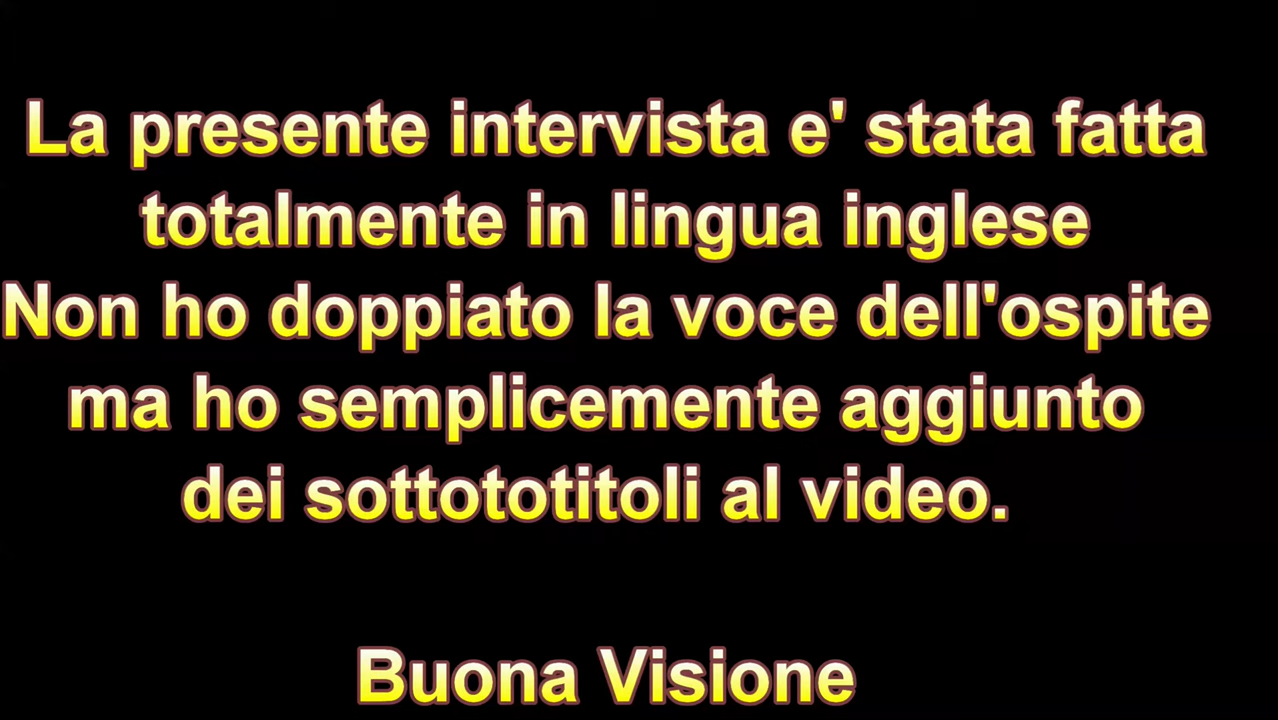 La presente intervista e' stata fatta
totalmente in lingua inglese
Non ho doppiato la voce dell'ospite
ma ho semplicemente aggiunto
dei sottototitoli al video.
Buona Visione